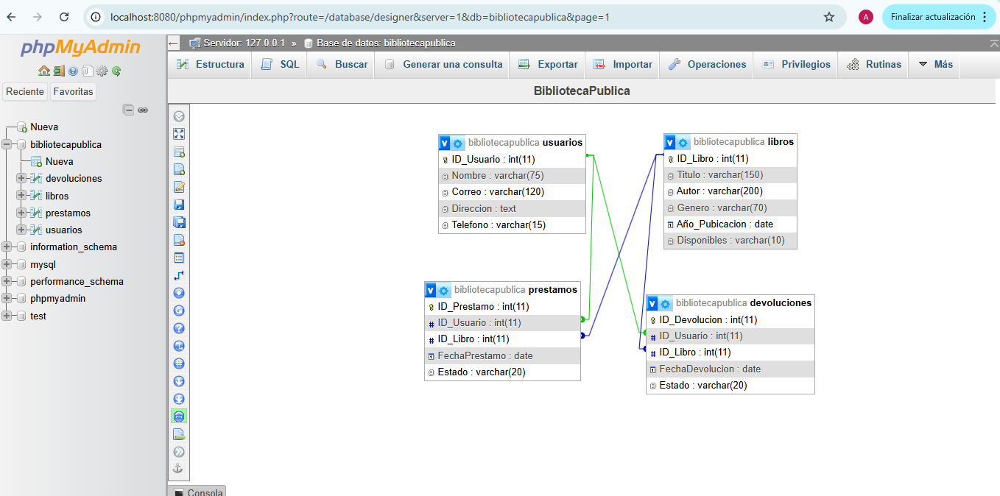 localhost:8080/phpmyadmin/index.php?route=/database/designer&server=1&db=bibliotecapublica&page=1
A
Finalizar actualización
phpMyAdmin
Reciente
Favoritas
Nueva
bibliotecapublica
Nueva
devoluciones
libros
prestamos
usuarios
information_schema
mysql
performance_schema
phpmyadmin
test
Servidor: 127.0.0.1 » Base de datos: bibliotecapublica
Estructura SQL Buscar Generar una consulta Exportar Importar Operaciones Privilegios Rutinas Más
BibliotecaPublica
v bibliotecapublica usuarios
ID_Usuario : int(11)
Nombre : varchar(75)
Correo : varchar(120)
Direccion : text
Telefono : varchar(15)
v bibliotecapublica libros
ID_Libro : int(11)
Titulo : varchar(150)
Autor : varchar(200)
Genero : varchar(70)
Año_Pubicacion : date
Disponibles : varchar(10)
v bibliotecapublica prestamos
ID_Prestamo : int(11)
# ID_Usuario : int(11)
# ID_Libro : int(11)
FechaPrestamo : date
Estado : varchar(20)
v bibliotecapublica devoluciones
ID_Devolucion : int(11)
# ID_Usuario : int(11)
# ID_Libro : int(11)
FechaDevolucion : date
Estado : varchar(20)
Consola